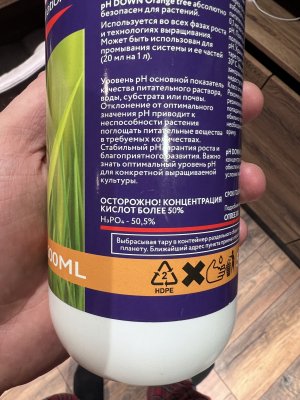 pH DOWN Orange tree абсолютно
безопасен для растений.
Используется во всех фазах роста
и технологиях выращивания.
Может быть использован для
промывания системы и ее частей
(20 мл на 1 л).
Уровень pH основной показатель
качества питательного раствора,
воды, субстрата или почвы.
Отклонение от оптимального
значения pH приводит к
неспособности растения
поглощать питательные вещества
в требуемых количествах.
Стабильный pH гарантия роста и
благоприятного развития. Важно
знать оптимальный уровень pH
для конкретной выращиваемой
культуры.
ОСТОРОЖНО! КОНЦЕНТРАЦИЯ
КИСЛОТ БОЛЕЕ 50%
H₃PO₄ - 50,5%
Выбрасывая тару в контейнер раздельного
планету. Ближайший адрес пункта приема
00ML
2
HDPE